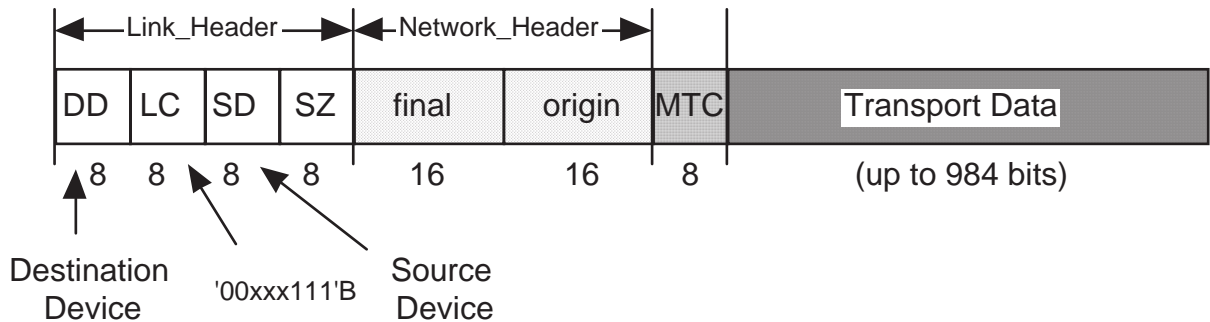 Link_Header Network_Header
DD LC SD SZ final origin MTC Transport Data
8 8 8 8 16 16 8 (up to 984 bits)
Destination
Device
'00xxx111'B
Source
Device